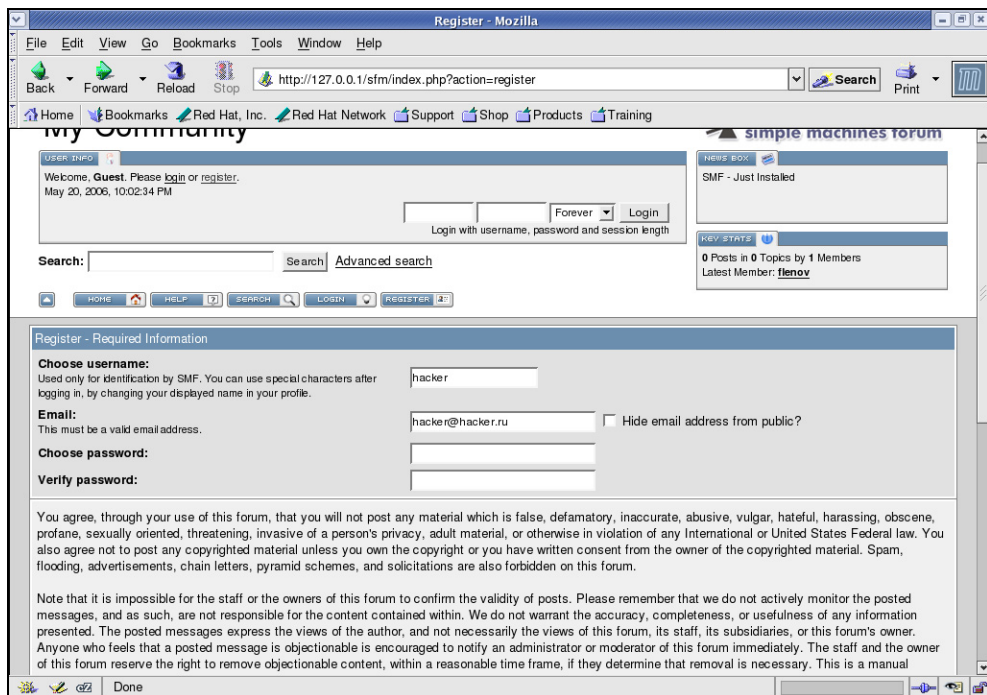 Register - Mozilla
File Edit View Go Bookmarks Tools Window Help
Back Forward Reload Stop http://127.0.0.1/sfm/index.php?action=register Search Print
Home Bookmarks Red Hat, Inc. Red Hat Network Support Shop Products Training
My Community
simple machines forum
USER INFO
Welcome, Guest. Please login or register.
May 20, 2006, 10:02:34 PM
Forever Login
Login with username, password and session length
NEWS BOX
SMF - Just Installed
KEY STATS
0 Posts in 0 Topics by 1 Members
Latest Member: flenov
Search: Search Advanced search
HOME HELP SEARCH LOGIN REGISTER
Register - Required Information
Choose username:
Used only for identification by SMF. You can use special characters after
logging in, by changing your displayed name in your profile.
hacker
Email:
This must be a valid email address.
hacker@hacker.ru Hide email address from public?
Choose password:
Verify password:
You agree, through your use of this forum, that you will not post any material which is false, defamatory, inaccurate, abusive, vulgar, hateful, harassing, obscene,
profane, sexually oriented, threatening, invasive of a person's privacy, adult material, or otherwise in violation of any International or United States Federal law. You
also agree not to post any copyrighted material unless you own the copyright or you have written consent from the owner of the copyrighted material. Spam,
flooding, advertisements, chain letters, pyramid schemes, and solicitations are also forbidden on this forum.
Note that it is impossible for the staff or the owners of this forum to confirm the validity of posts. Please remember that we do not actively monitor the posted
messages, and as such, are not responsible for the content contained within. We do not warrant the accuracy, completeness, or usefulness of any information
presented. The posted messages express the views of the author, and not necessarily the views of this forum, its staff, its subsidiaries, or this forum's owner.
Anyone who feels that a posted message is objectionable is encouraged to notify an administrator or moderator of this forum immediately. The staff and the owner
of this forum reserve the right to remove objectionable content, within a reasonable time frame, if they determine that removal is necessary. This is a manual
Done